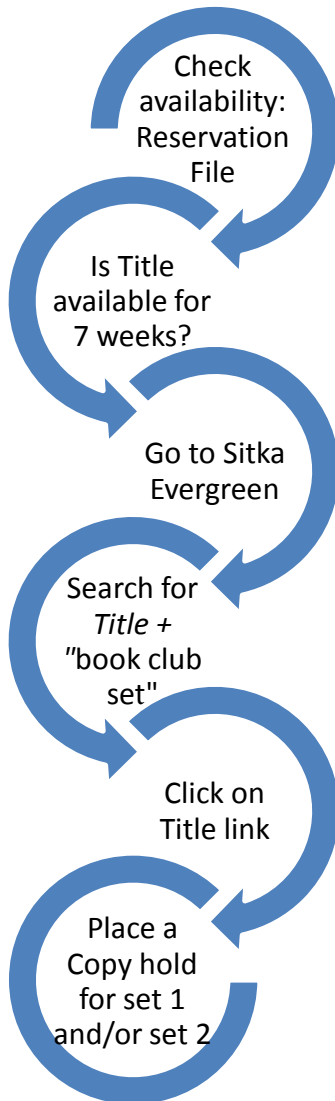 Check
availability:
Reservation
File
Is Title
available for
7 weeks?
Go to Sitka
Evergreen
Search for
Title +
"book club
set"
Click on
Title link
Place a
Copy hold
for set 1
and/or set 2